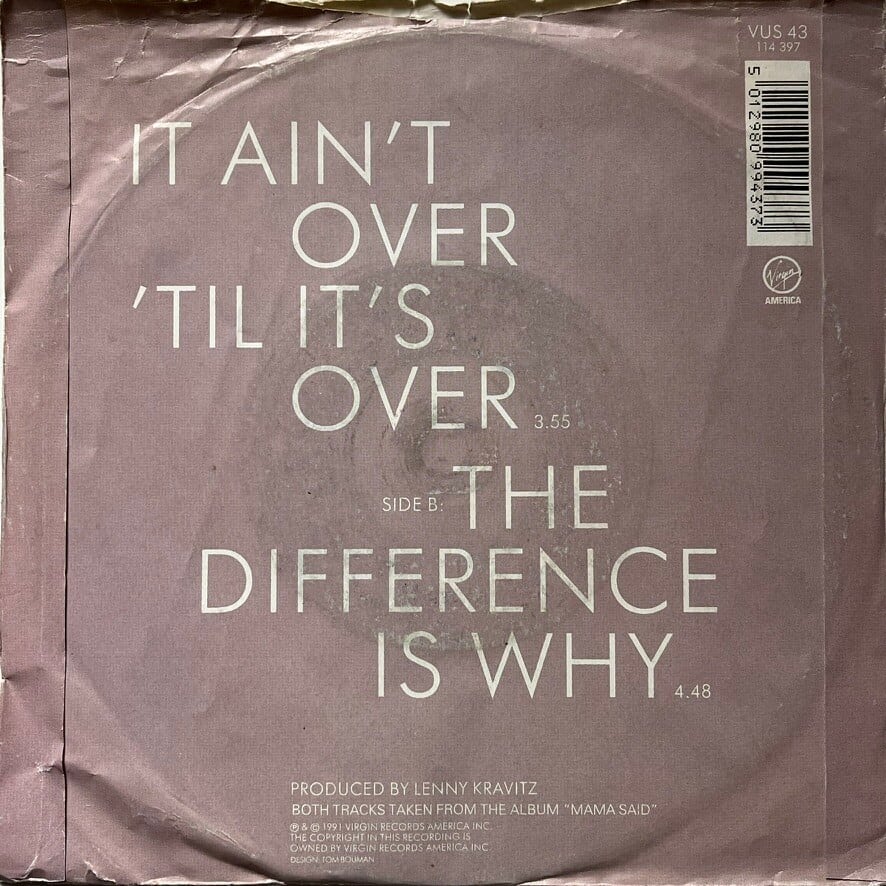 VUS 43
114 397
5 012980 994373
Virgin
AMERICA
IT AIN'T
OVER
'TIL IT'S
OVER 3.55
SIDE B: THE
DIFFERENCE
IS WHY 4.48
PRODUCED BY LENNY KRAVITZ
BOTH TRACKS TAKEN FROM THE ALBUM "MAMA SAID"
℗ & © 1991 VIRGIN RECORDS AMERICA INC.
THE COPYRIGHT IN THIS RECORDING IS
OWNED BY VIRGIN RECORDS AMERICA INC.
DESIGN: TOM BOUMAN